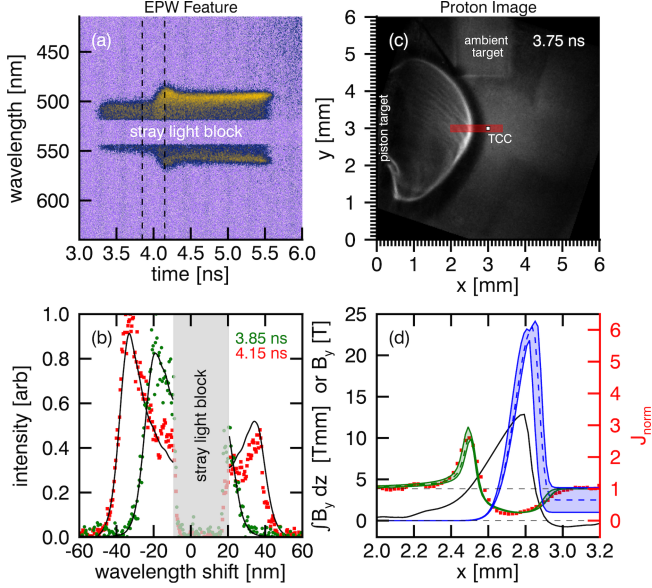 EPW Feature
(a)
wavelength [nm]
450
500
550
600
stray light block
3.0 3.5 4.0 4.5 5.0 5.5 6.0
time [ns]
Proton Image
(c)
ambient
target
3.75 ns
piston target
TCC
y [mm]
6
5
4
3
2
1
0
0 1 2 3 4 5 6
x [mm]
(b)
3.85 ns
4.15 ns
stray light block
intensity [arb]
1.0
0.8
0.6
0.4
0.2
0.0
-60 -40 -20 0 20 40 60
wavelength shift [nm]
(d)
∫By dz [Tmm] or By [T]
25
20
15
10
5
0
Jnorm
6
5
4
3
2
1
0
2.0 2.2 2.4 2.6 2.8 3.0 3.2
x [mm]